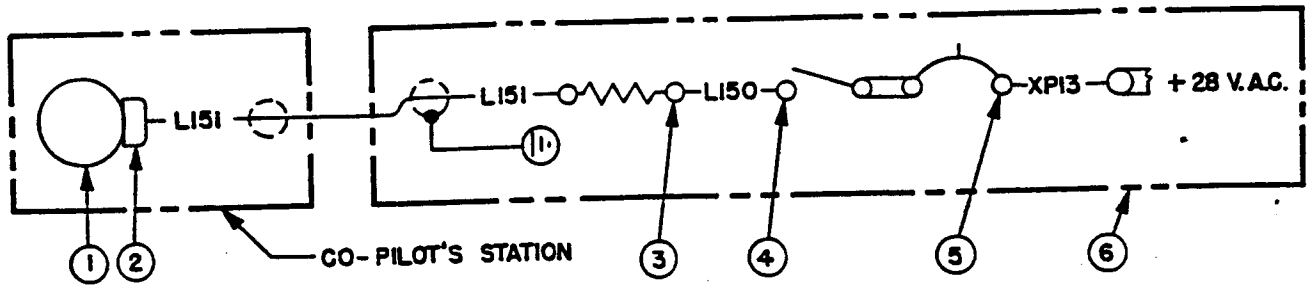 L151
L151
L150
XP13
+ 28 V.A.C.
CO-PILOT'S STATION
1
2
3
4
5
6